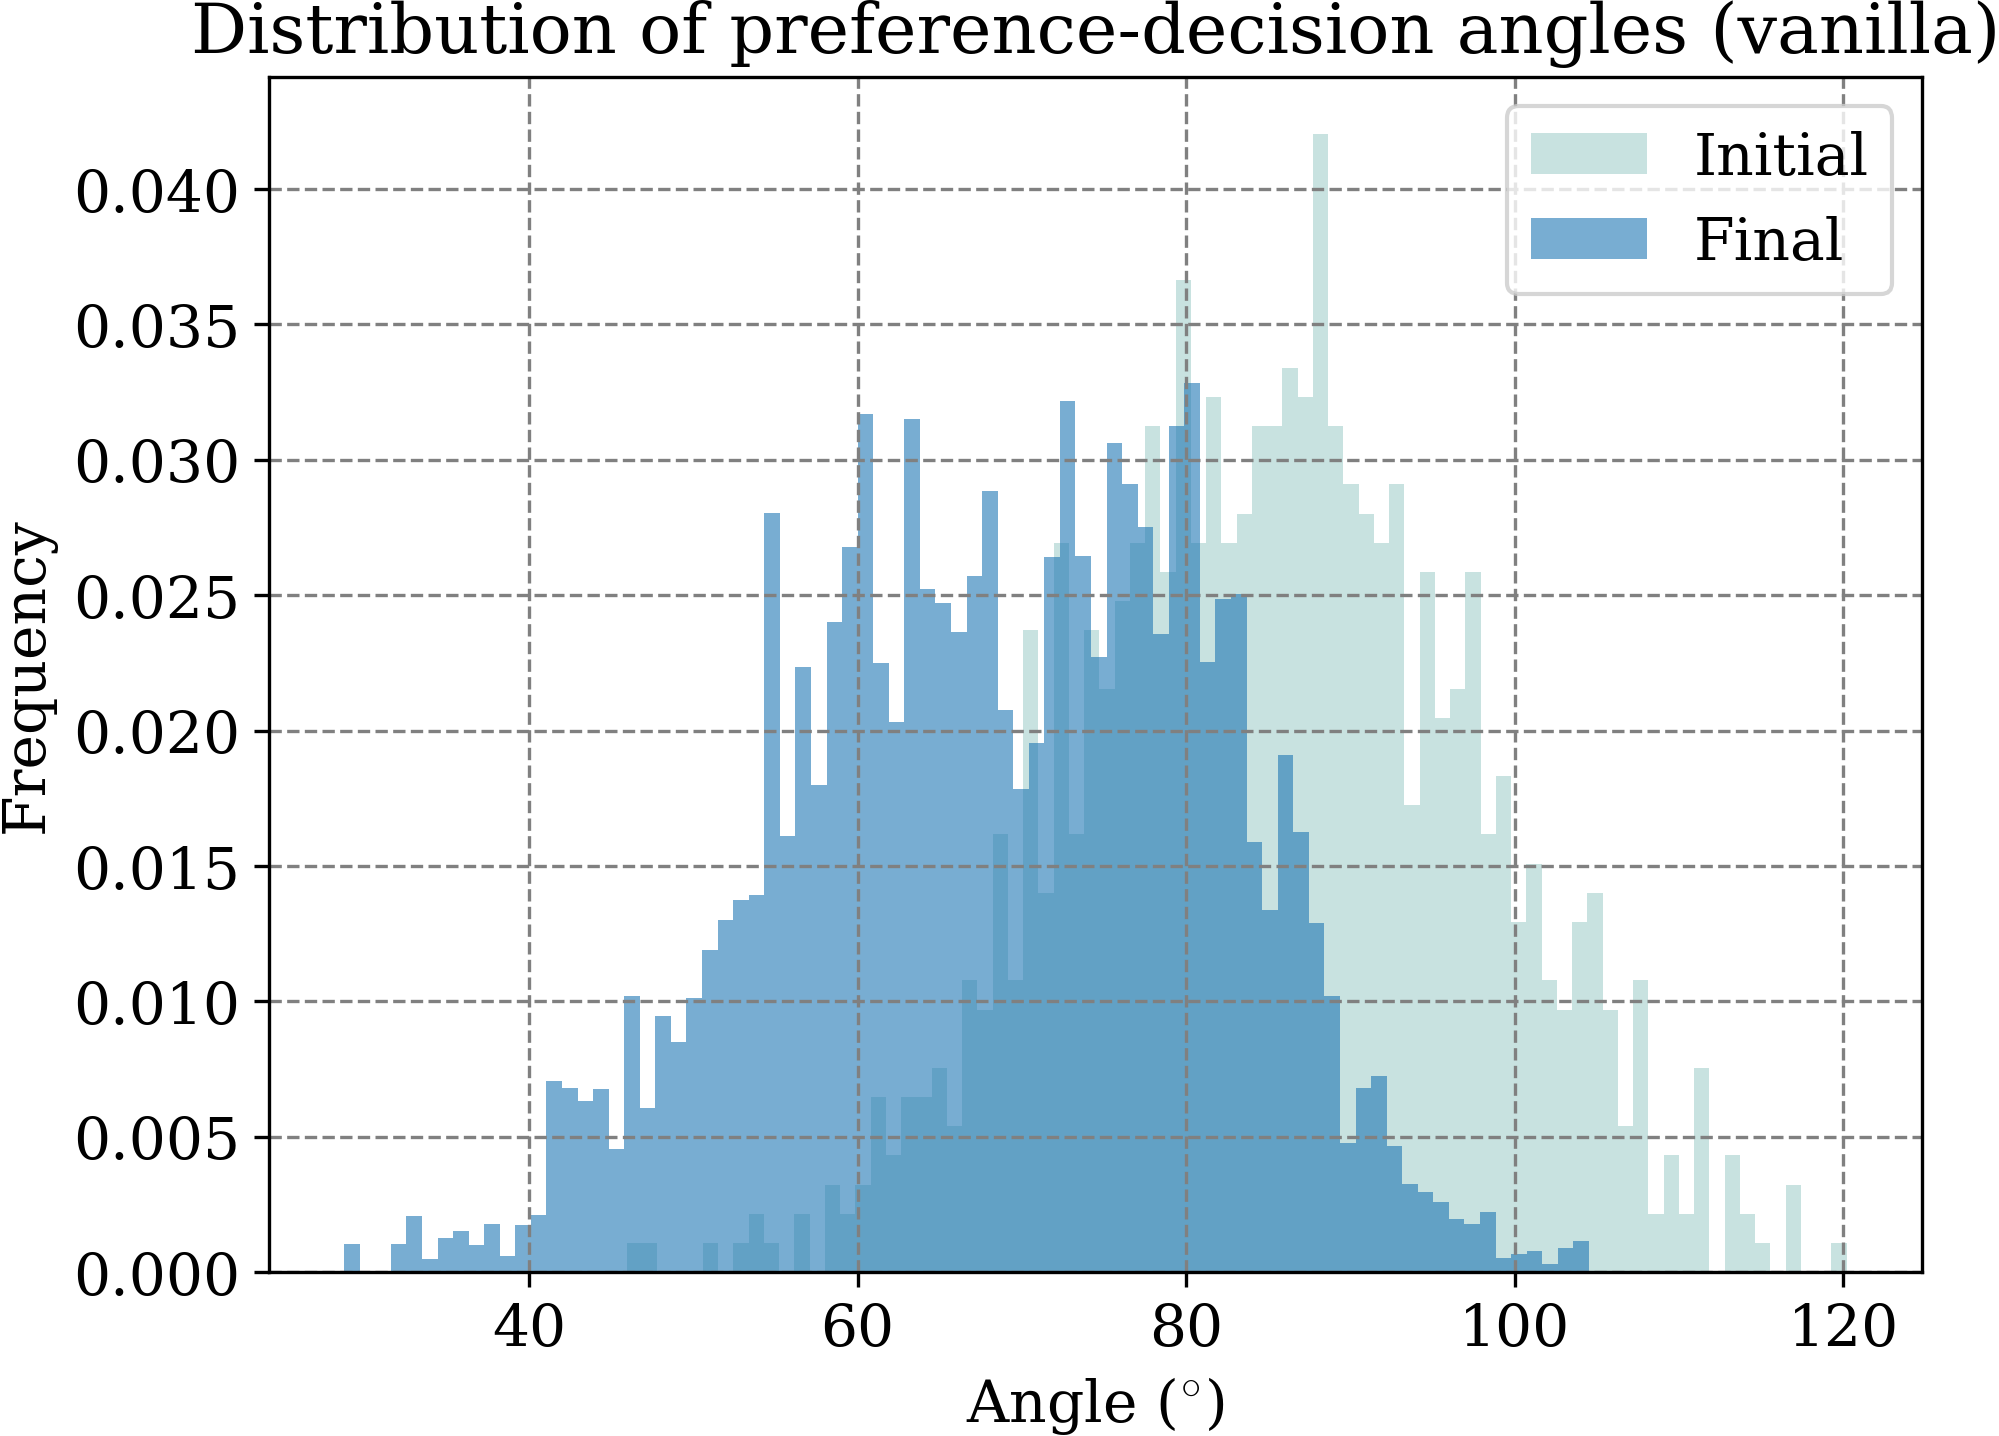 Distribution of preference-decision angles (vanilla)
Initial
Final
0.040
0.035
0.030
0.025
0.020
0.015
0.010
0.005
0.000
Frequency
40 60 80 100 120
Angle (°)